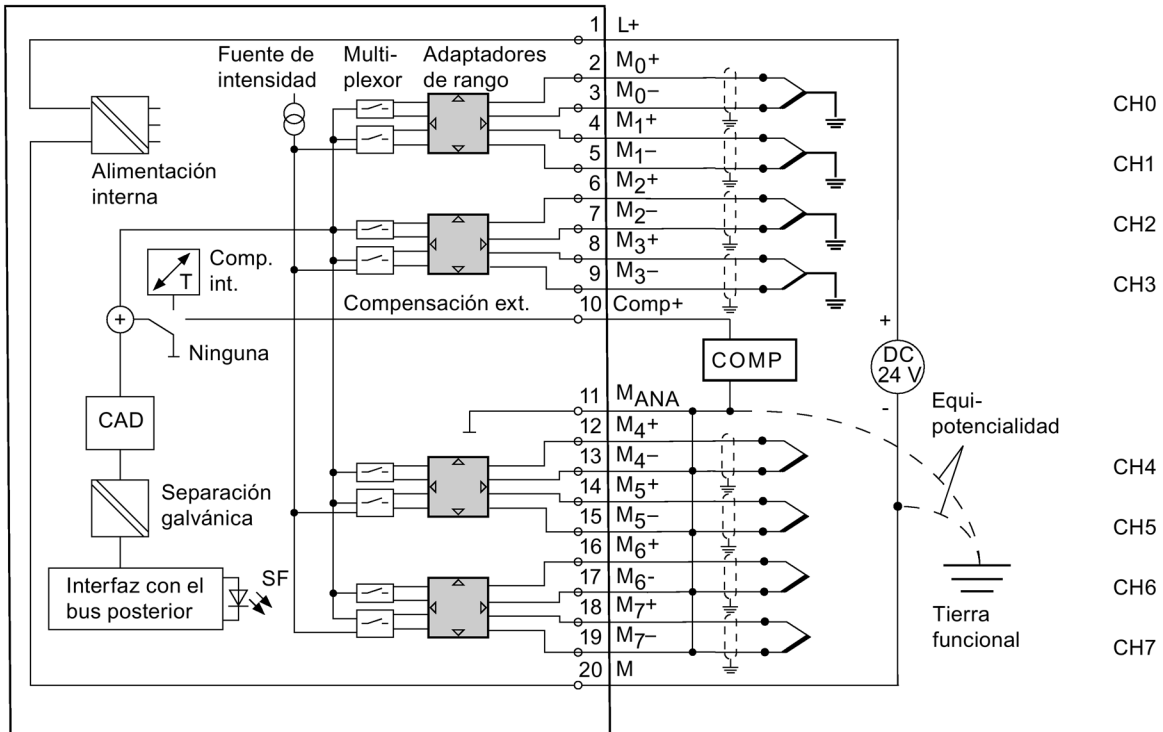 1 L+
Fuente de intensidad
Multi-plexor
Adaptadores de rango
2 M0+
3 M0–
CH0
4 M1+
5 M1–
CH1
Alimentación interna
6 M2+
7 M2–
CH2
8 M3+
9 M3–
CH3
T
Comp. int.
Compensación ext.
10 Comp+
+
Ninguna
COMP
+
DC 24 V
-
CAD
11 MANA
Equi-potencialidad
12 M4+
13 M4–
CH4
14 M5+
15 M5–
CH5
Separación galvánica
16 M6+
17 M6-
CH6
Interfaz con el bus posterior
SF
18 M7+
19 M7–
CH7
Tierra funcional
20 M